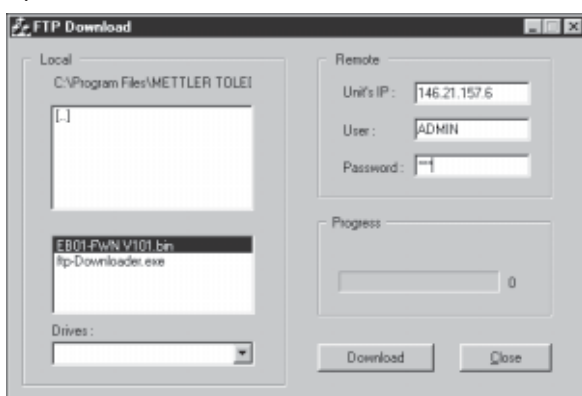 FTP Download
Local
C:\Program Files\METTLER TOLEI
[..]
EB01-FWN V101.bin
ftp-Downloader.exe
Drives :
Remote
Unit's IP : 146.21.157.6
User : ADMIN
Password : ***
Progress
0
Download
Close